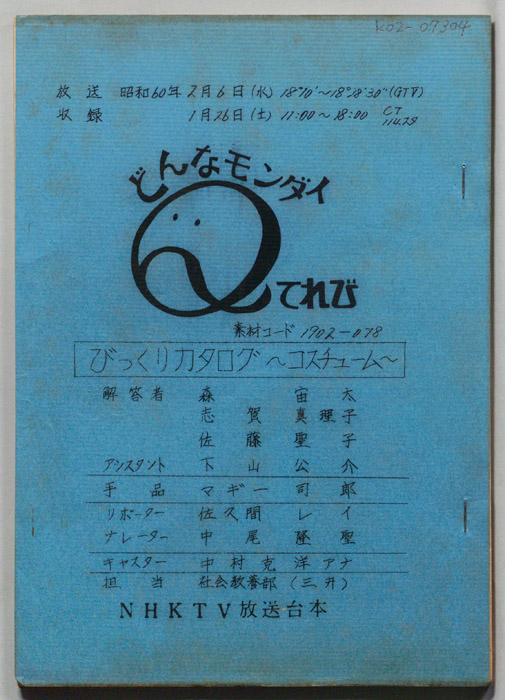 K02-07304
放送 昭和60年 2月6日(水) 18°10'~18°18'30"(GTV)
収録 1月26日(土) 11:00~18:00 CT
114.29
どんなモンダイ
Qてれび
素材コード 1902-078
びっくりカタログ~コスチューム~
解答者 森 宙太
志賀真理子
佐藤聖子
アシスタント 下山公介
手品 マギー司郎
リポーター 佐久間レイ
ナレーター 中尾隆聖
キャスター 中村克洋アナ
担当 社会教養部(三升)
NHKTV放送台本